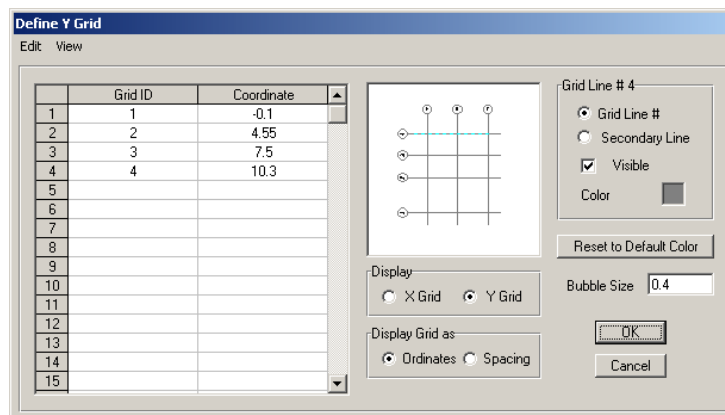 Define Y Grid
Edit View
Grid ID Coordinate
1 1 -0.1
2 2 4.55
3 3 7.5
4 4 10.3
5
6
7
8
9
10
11
12
13
14
15
Display
X Grid Y Grid
Display Grid as
Ordinates Spacing
Grid Line # 4
Grid Line #
Secondary Line
Visible
Color
Reset to Default Color
Bubble Size 0.4
OK
Cancel